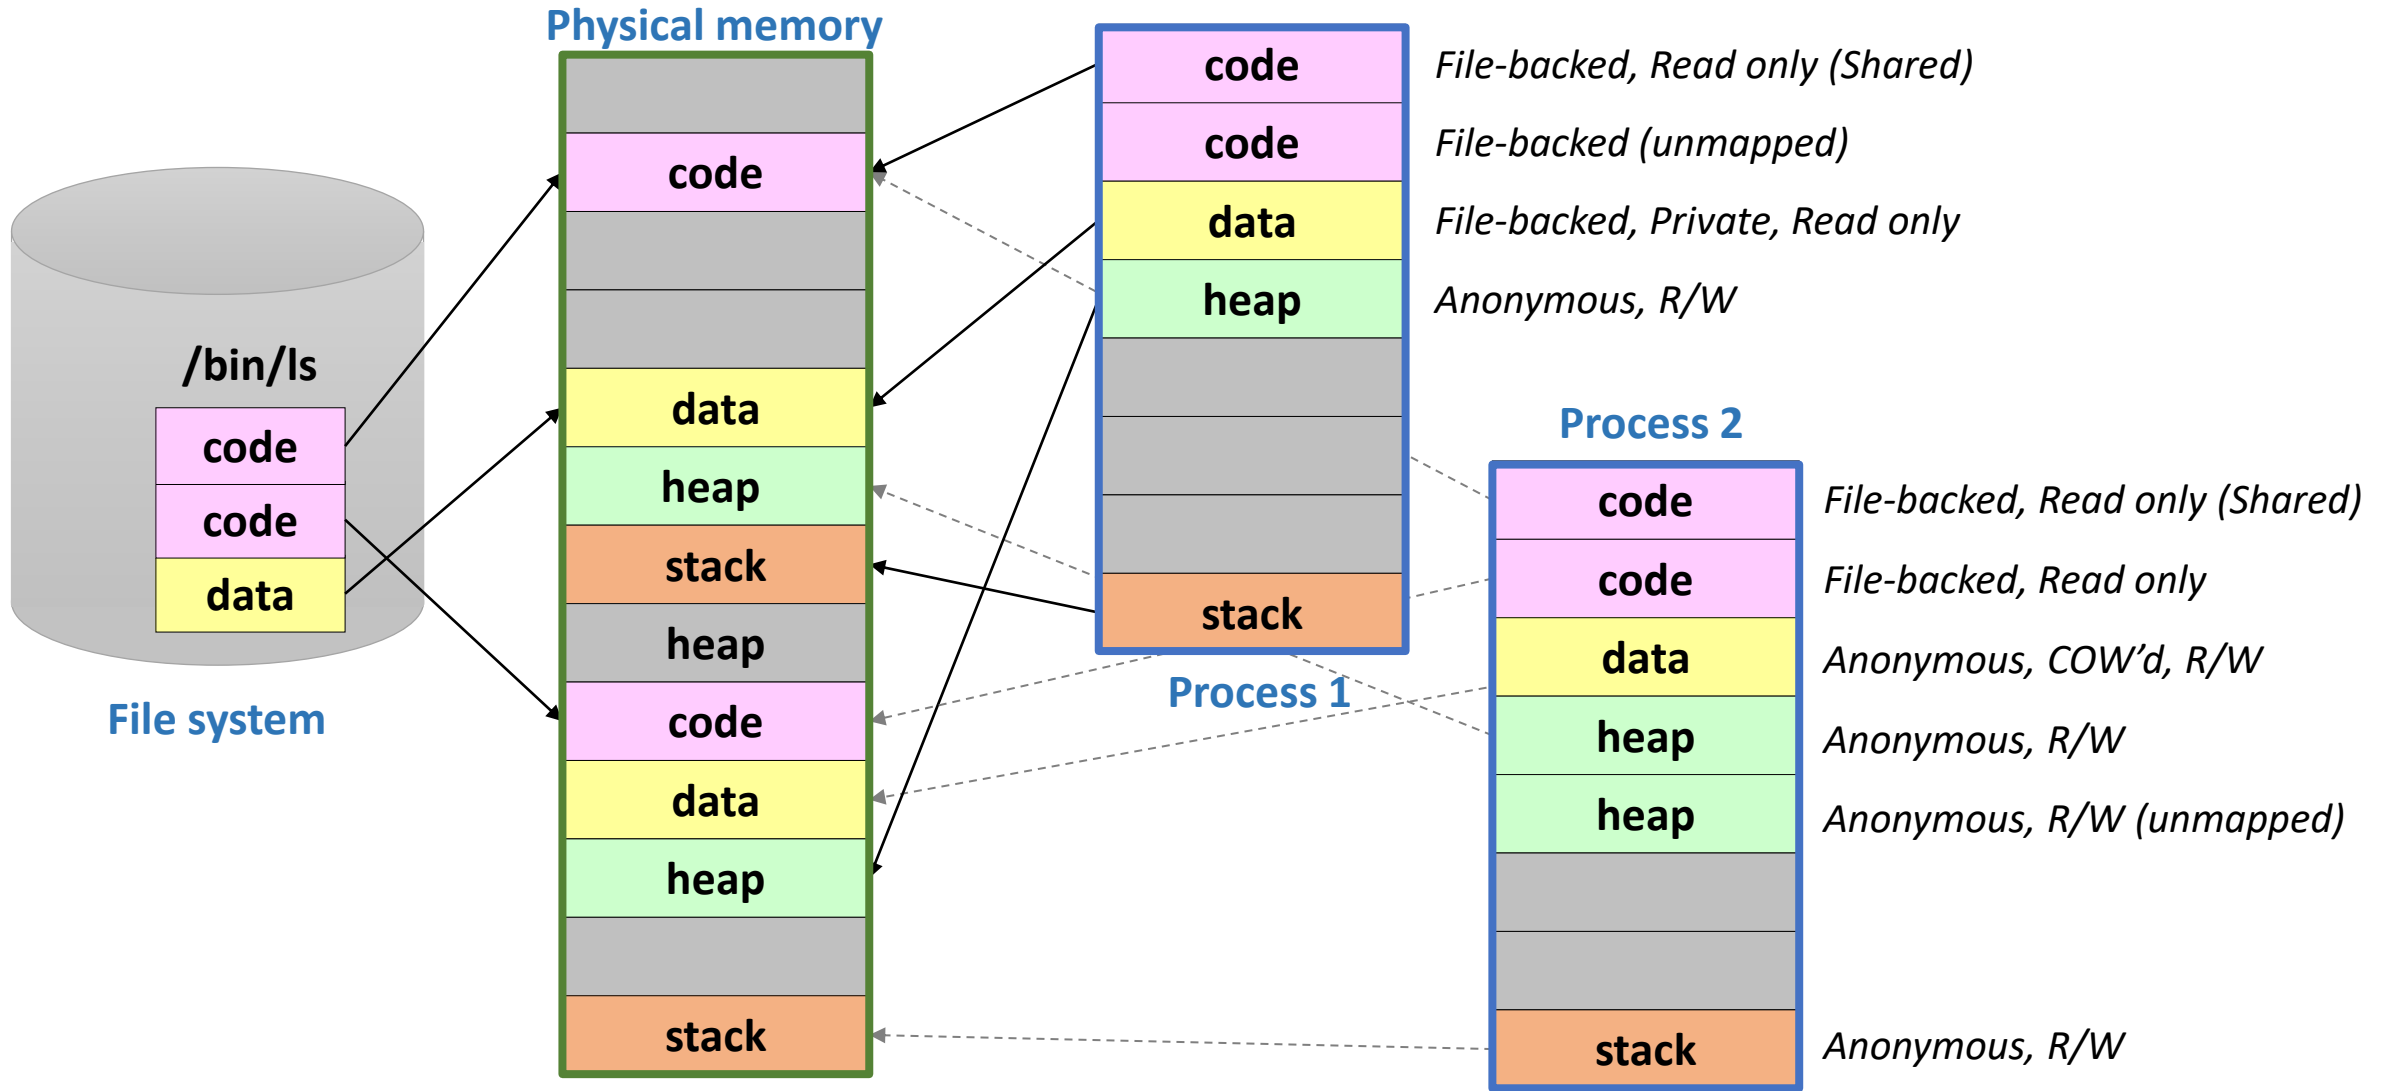 Physical memory
code
data
heap
stack
heap
code
data
heap
stack
/bin/ls
code
code
data
File system
code
code
data
heap
stack
Process 1
File-backed, Read only (Shared)
File-backed (unmapped)
File-backed, Private, Read only
Anonymous, R/W
Process 2
code
code
data
heap
heap
stack
File-backed, Read only (Shared)
File-backed, Read only
Anonymous, COW’d, R/W
Anonymous, R/W
Anonymous, R/W (unmapped)
Anonymous, R/W